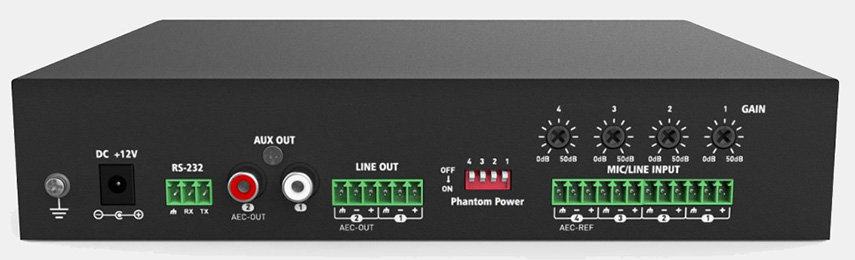 4 3 2 1 GAIN
0dB 50dB 0dB 50dB 0dB 50dB 0dB 50dB
DC +12V
RS-232
RX TX
AUX OUT
2 1
AEC-OUT
LINE OUT
− + − +
2 1
AEC-OUT
4 3 2 1
OFF
↓
ON
Phantom Power
MIC/LINE INPUT
− + − + − + − +
4 3 2 1
AEC-REF